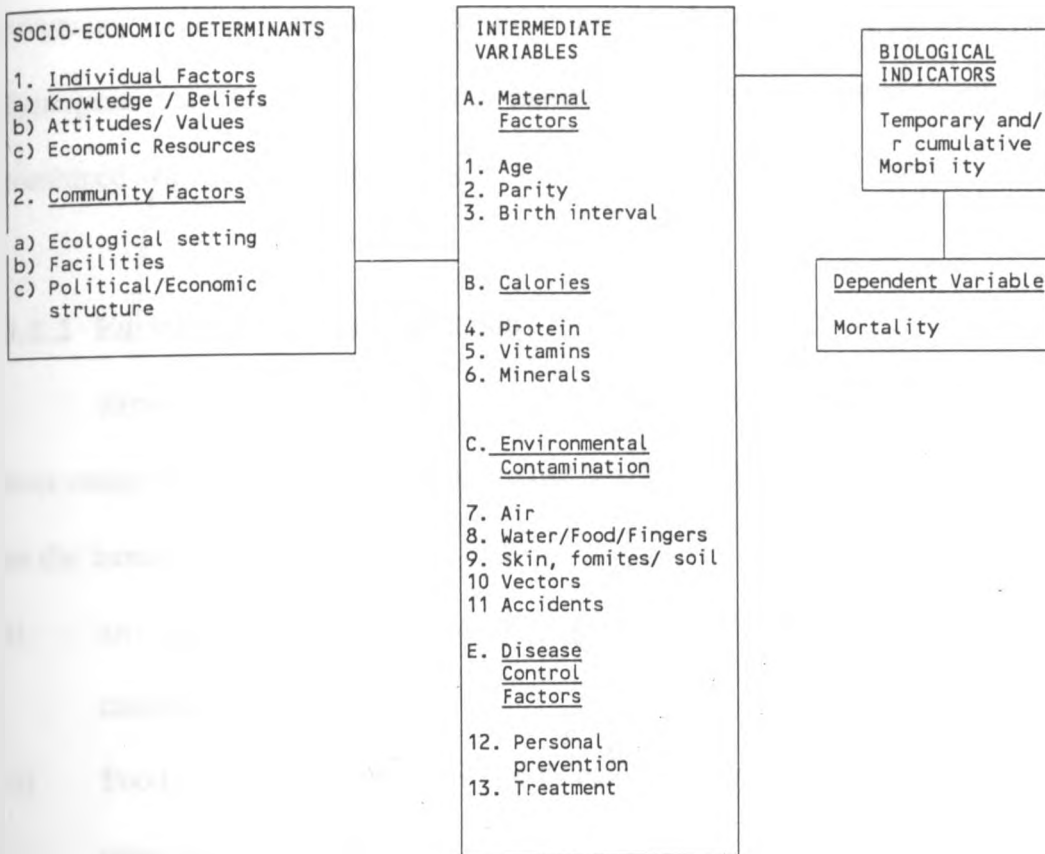 SOCIO-ECONOMIC DETERMINANTS
1. Individual Factors
a) Knowledge / Beliefs
b) Attitudes/ Values
c) Economic Resources
2. Community Factors
a) Ecological setting
b) Facilities
c) Political/Economic
structure
INTERMEDIATE
VARIABLES
A. Maternal
Factors
1. Age
2. Parity
3. Birth interval
B. Calories
4. Protein
5. Vitamins
6. Minerals
C. Environmental
Contamination
7. Air
8. Water/Food/Fingers
9. Skin, fomites/ soil
10 Vectors
11 Accidents
E. Disease
Control
Factors
12. Personal
prevention
13. Treatment
BIOLOGICAL
INDICATORS
Temporary and/
r cumulative
Morbi ity
Dependent Variable
Mortality